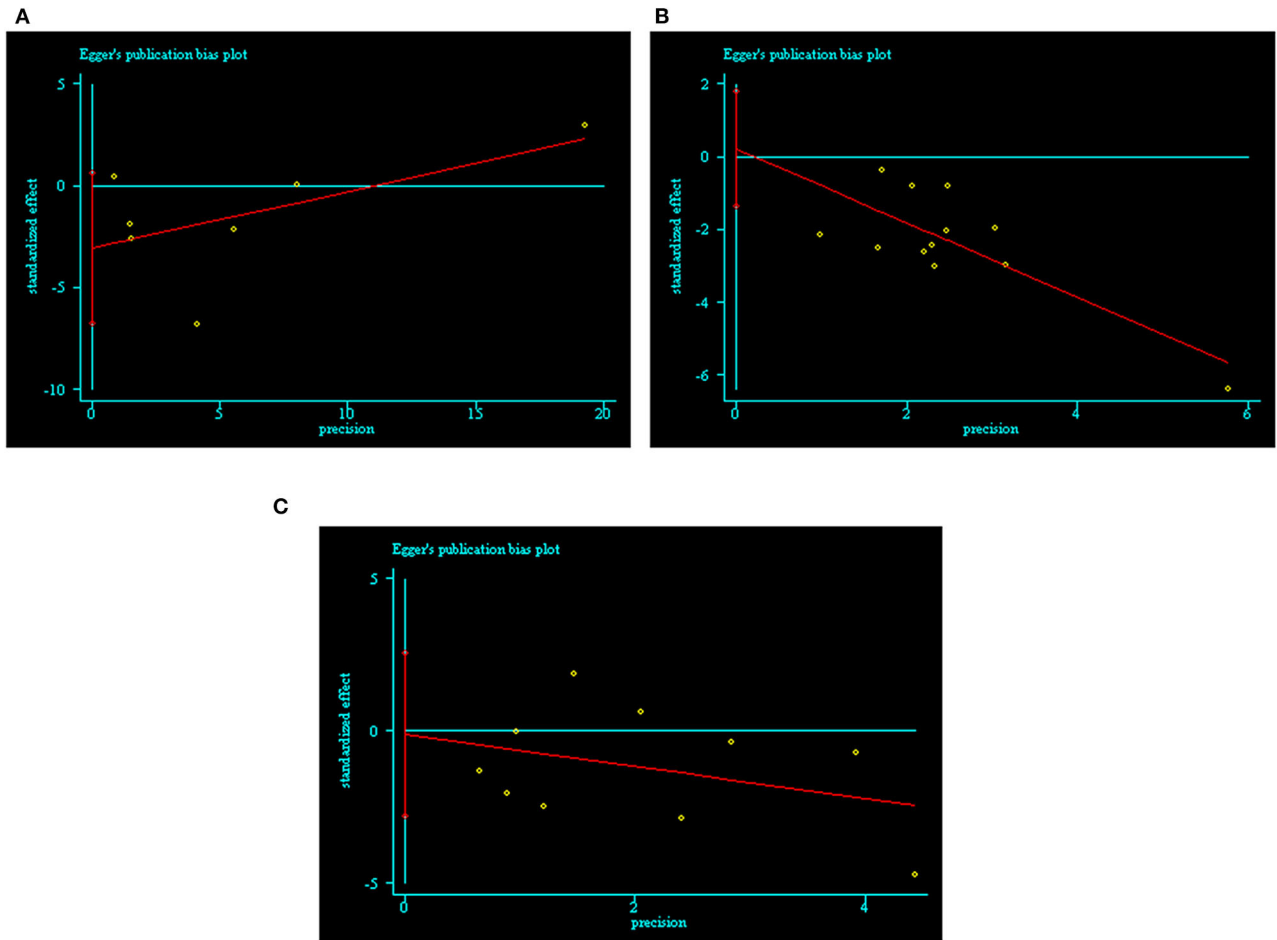 A
Egger's publication bias plot
5
0
-5
-10
standardized effect
0 5 10 15 20
precision
B
Egger's publication bias plot
2
0
-2
-4
-6
standardized effect
0 2 4 6
precision
C
Egger's publication bias plot
5
0
-5
standardized effect
0 2 4
precision